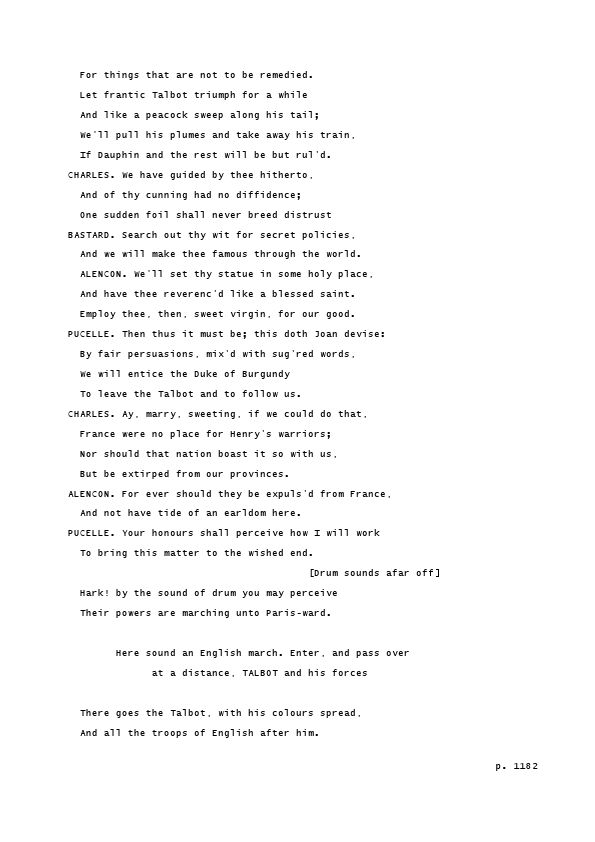 For things that are not to be remedied.
Let frantic Talbot triumph for a while
And like a peacock sweep along his tail;
We'll pull his plumes and take away his train,
If Dauphin and the rest will be but rul'd.
CHARLES. We have guided by thee hitherto,
And of thy cunning had no diffidence;
One sudden foil shall never breed distrust
BASTARD. Search out thy wit for secret policies,
And we will make thee famous through the world.
ALENCON. We'll set thy statue in some holy place,
And have thee reverenc'd like a blessed saint.
Employ thee, then, sweet virgin, for our good.
PUCELLE. Then thus it must be; this doth Joan devise:
By fair persuasions, mix'd with sug'red words,
We will entice the Duke of Burgundy
To leave the Talbot and to follow us.
CHARLES. Ay, marry, sweeting, if we could do that,
France were no place for Henry's warriors;
Nor should that nation boast it so with us,
But be extirped from our provinces.
ALENCON. For ever should they be expuls'd from France,
And not have tide of an earldom here.
PUCELLE. Your honours shall perceive how I will work
To bring this matter to the wished end.
[Drum sounds afar off]
Hark! by the sound of drum you may perceive
Their powers are marching unto Paris-ward.
Here sound an English march. Enter, and pass over
at a distance, TALBOT and his forces
There goes the Talbot, with his colours spread,
And all the troops of English after him.
p. 1182